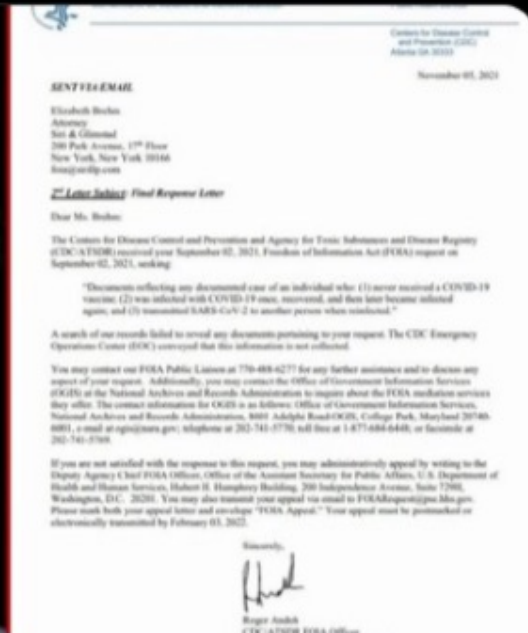 Centers for Disease Control
and Prevention (CDC)
Atlanta GA 30333
November 05, 2021
SENT VIA EMAIL
Elizabeth Brehm
Attorney
Siri & Glimstad
200 Park Avenue, 17th Floor
New York, New York 10166
foia@sirillp.com
2nd Letter Subject: Final Response Letter
Dear Ms. Brehm:
The Centers for Disease Control and Prevention and Agency for Toxic Substances and Disease Registry
(CDC/ATSDR) received your September 02, 2021, Freedom of Information Act (FOIA) request on
September 02, 2021, seeking:
"Documents reflecting any documented case of an individual who: (1) never received a COVID-19
vaccine; (2) was infected with COVID-19 once, recovered, and then later became infected
again; and (3) transmitted SARS-CoV-2 to another person when reinfected."
A search of our records failed to reveal any documents pertaining to your request. The CDC Emergency
Operations Center (EOC) conveyed that this information is not collected.
You may contact our FOIA Public Liaison at 770-488-6277 for any further assistance and to discuss any
aspect of your request. Additionally, you may contact the Office of Government Information Services
(OGIS) at the National Archives and Records Administration to inquire about the FOIA mediation services
they offer. The contact information for OGIS is as follows: Office of Government Information Services,
National Archives and Records Administration, 8601 Adelphi Road-OGIS, College Park, Maryland 20740-
6001, e-mail at ogis@nara.gov; telephone at 202-741-5770; toll free at 1-877-684-6448; or facsimile at
202-741-5769.
If you are not satisfied with the response to this request, you may administratively appeal by writing to the
Deputy Agency Chief FOIA Officer, Office of the Assistant Secretary for Public Affairs, U.S. Department of
Health and Human Services, Hubert H. Humphrey Building, 200 Independence Avenue, Suite 729H,
Washington, D.C. 20201. You may also transmit your appeal via email to FOIARequest@psc.hhs.gov.
Please mark both your appeal letter and envelope "FOIA Appeal." Your appeal must be postmarked or
electronically transmitted by February 03, 2022.
Sincerely,
Roger Andoh
CDC/ATSDR FOIA Officer